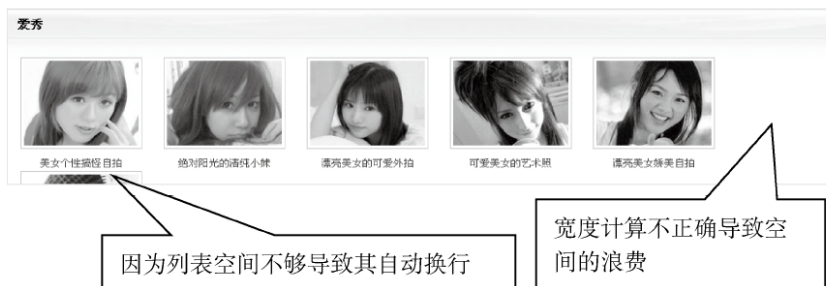 爱秀
美女个性搞怪自拍
绝对阳光的清纯小妹
漂亮美女的可爱外拍
可爱美女的艺术照
漂亮美女娇美自拍
因为列表空间不够导致其自动换行
宽度计算不正确导致空
间的浪费